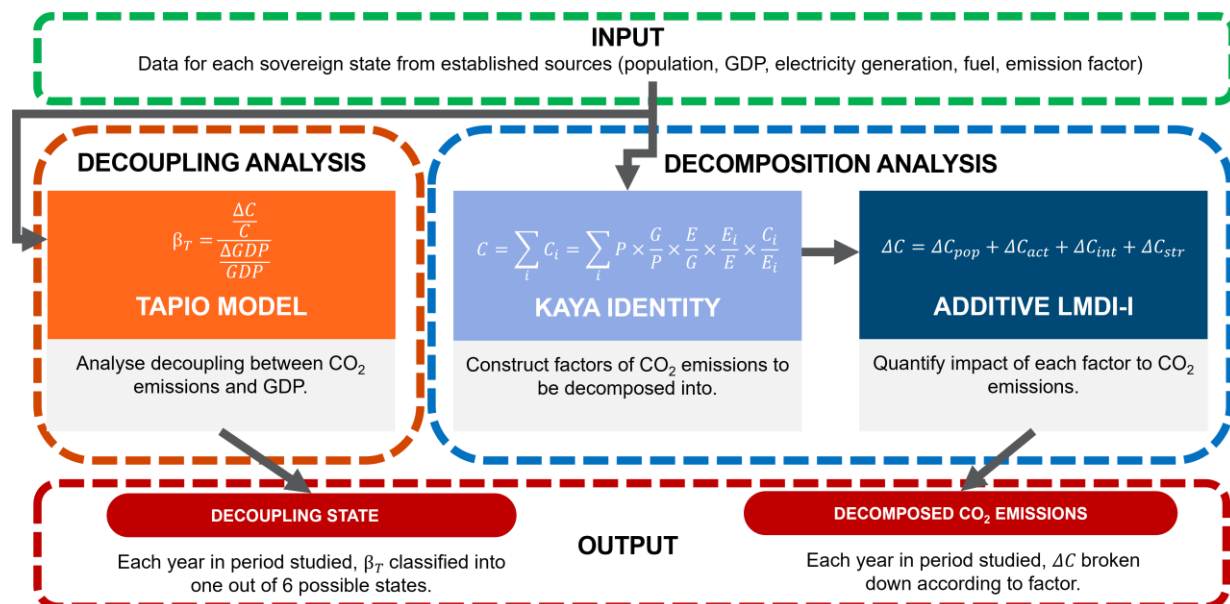 INPUT
Data for each sovereign state from established sources (population, GDP, electricity generation, fuel, emission factor)
DECOUPLING ANALYSIS
β_T = (ΔC/C)/(ΔGDP/GDP)
TAPIO MODEL
Analyse decoupling between CO₂
emissions and GDP.
DECOMPOSITION ANALYSIS
C = ∑_i C_i = ∑_i P × G/P × E/G × E_i/E × C_i/E_i
KAYA IDENTITY
Construct factors of CO₂ emissions to
be decomposed into.
ΔC = ΔC_pop + ΔC_act + ΔC_int + ΔC_str
ADDITIVE LMDI-I
Quantify impact of each factor to CO₂
emissions.
OUTPUT
DECOUPLING STATE
Each year in period studied, β_T classified into
one out of 6 possible states.
DECOMPOSED CO₂ EMISSIONS
Each year in period studied, ΔC broken
down according to factor.